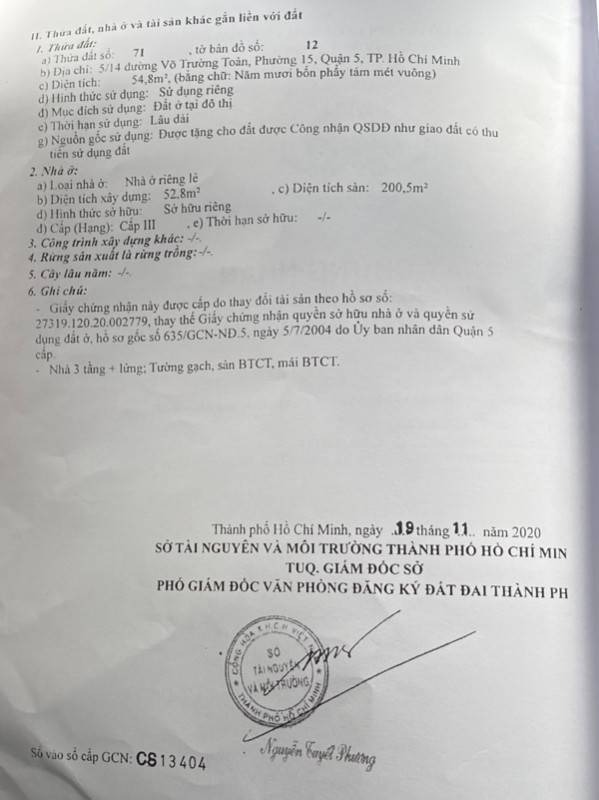 II. Thửa đất, nhà ở và tài sản khác gắn liền với đất
1. Thửa đất:
a) Thửa đất số: 71 , tờ bản đồ số: 12
b) Địa chỉ: 5/14 đường Võ Trường Toản, Phường 15, Quận 5, TP. Hồ Chí Minh
c) Diện tích: 54,8m², (bằng chữ: Năm mươi bốn phẩy tám mét vuông)
d) Hình thức sử dụng: Sử dụng riêng
đ) Mục đích sử dụng: Đất ở tại đô thị
e) Thời hạn sử dụng: Lâu dài
g) Nguồn gốc sử dụng: Được tặng cho đất được Công nhận QSDĐ như giao đất có thu
tiền sử dụng đất
2. Nhà ở:
a) Loại nhà ở: Nhà ở riêng lẻ
b) Diện tích xây dựng: 52,8m² , c) Diện tích sàn: 200,5m²
d) Hình thức sở hữu: Sở hữu riêng
đ) Cấp (Hạng): Cấp III , e) Thời hạn sở hữu: -/-
3. Công trình xây dựng khác: -/-.
4. Rừng sản xuất là rừng trồng:-/-.
5. Cây lâu năm: -/-.
6. Ghi chú:
- Giấy chứng nhận này được cấp do thay đổi tài sản theo hồ sơ số:
27319.120.20.002779, thay thế Giấy chứng nhận quyền sở hữu nhà ở và quyền sử
dụng đất ở, hồ sơ gốc số 635/GCN-NĐ.5, ngày 5/7/2004 do Ủy ban nhân dân Quận 5
cấp.
- Nhà 3 tầng + lửng; Tường gạch, sàn BTCT, mái BTCT.
Thành phố Hồ Chí Minh, ngày ..19 tháng 11.. năm 2020
SỞ TÀI NGUYÊN VÀ MÔI TRƯỜNG THÀNH PHỐ HỒ CHÍ MIN
TUQ. GIÁM ĐỐC SỞ
PHÓ GIÁM ĐỐC VĂN PHÒNG ĐĂNG KÝ ĐẤT ĐAI THÀNH PH
CỘNG HÒA X.H.C.H VIỆT N
SỞ
TÀI NGUYÊN
VÀ MÔI TRƯỜNG
THÀNH PHỐ HỒ CHÍ MINH
Nguyễn Tuyết Phương
Số vào sổ cấp GCN: CS 13404